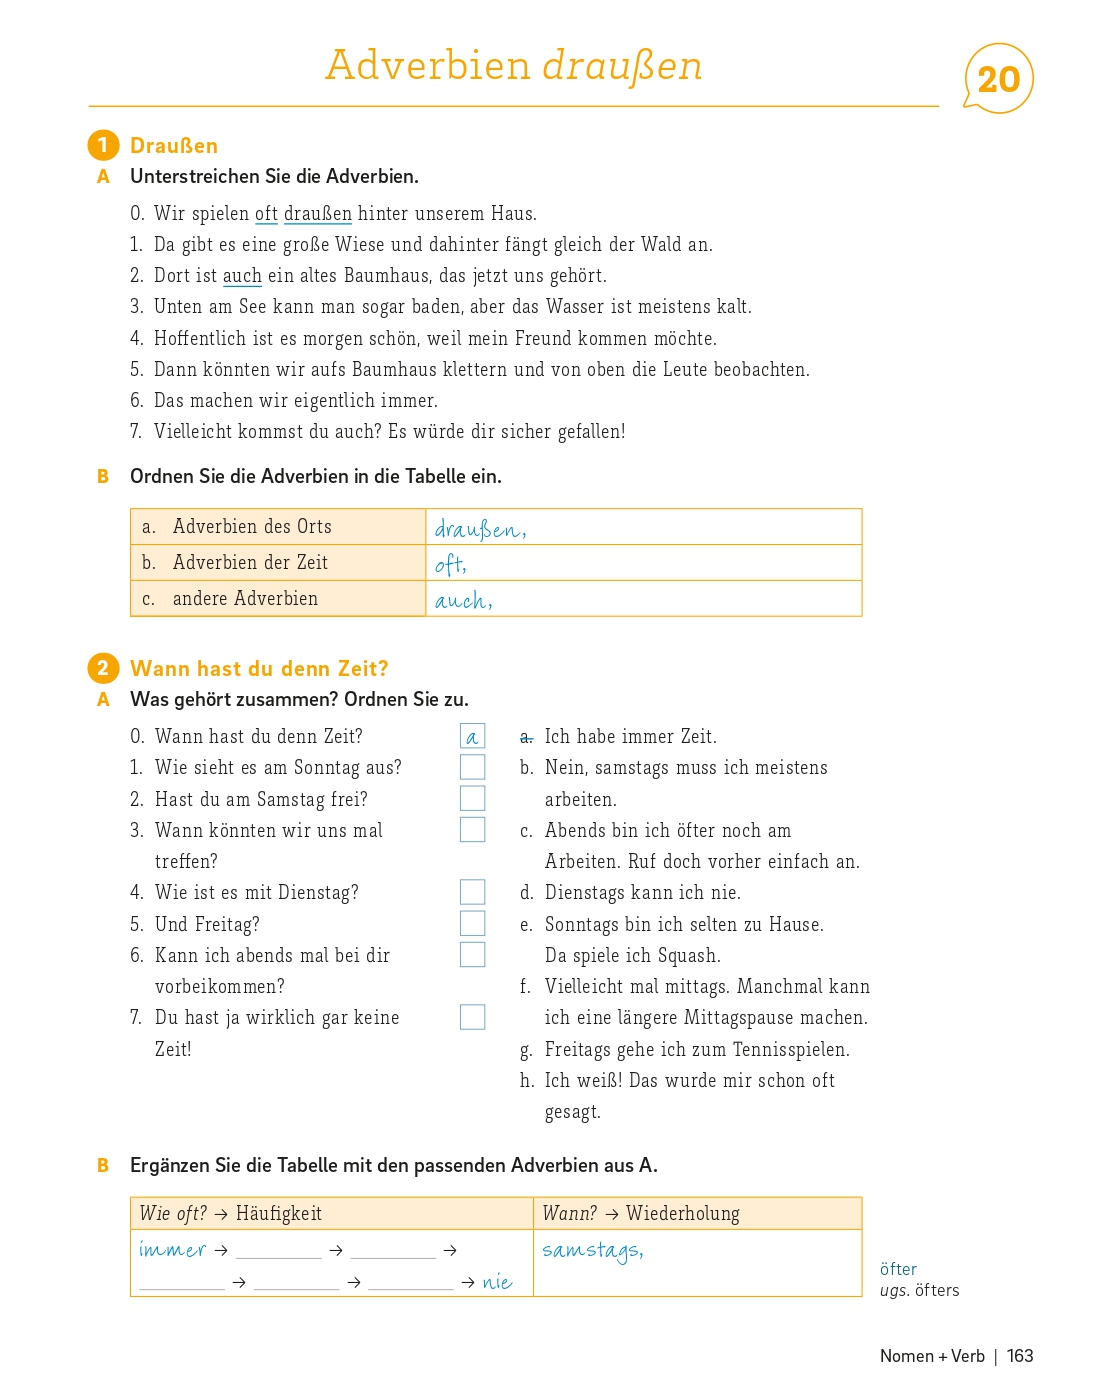 Adverbien draußen
20
1 Draußen
A Unterstreichen Sie die Adverbien.
0. Wir spielen oft draußen hinter unserem Haus.
1. Da gibt es eine große Wiese und dahinter fängt gleich der Wald an.
2. Dort ist auch ein altes Baumhaus, das jetzt uns gehört.
3. Unten am See kann man sogar baden, aber das Wasser ist meistens kalt.
4. Hoffentlich ist es morgen schön, weil mein Freund kommen möchte.
5. Dann könnten wir aufs Baumhaus klettern und von oben die Leute beobachten.
6. Das machen wir eigentlich immer.
7. Vielleicht kommst du auch? Es würde dir sicher gefallen!
B Ordnen Sie die Adverbien in die Tabelle ein.
a. Adverbien des Orts draußen,
b. Adverbien der Zeit oft,
c. andere Adverbien auch,
2 Wann hast du denn Zeit?
A Was gehört zusammen? Ordnen Sie zu.
0. Wann hast du denn Zeit? a
1. Wie sieht es am Sonntag aus?
2. Hast du am Samstag frei?
3. Wann könnten wir uns mal
treffen?
4. Wie ist es mit Dienstag?
5. Und Freitag?
6. Kann ich abends mal bei dir
vorbeikommen?
7. Du hast ja wirklich gar keine
Zeit!
a. Ich habe immer Zeit.
b. Nein, samstags muss ich meistens
arbeiten.
c. Abends bin ich öfter noch am
Arbeiten. Ruf doch vorher einfach an.
d. Dienstags kann ich nie.
e. Sonntags bin ich selten zu Hause.
Da spiele ich Squash.
f. Vielleicht mal mittags. Manchmal kann
ich eine längere Mittagspause machen.
g. Freitags gehe ich zum Tennisspielen.
h. Ich weiß! Das wurde mir schon oft
gesagt.
B Ergänzen Sie die Tabelle mit den passenden Adverbien aus A.
Wie oft? → Häufigkeit
Wann? → Wiederholung
immer → ________ → ________ →
________ → ________ → ________ → nie
samstags,
öfter
ugs. öfters
Nomen + Verb | 163